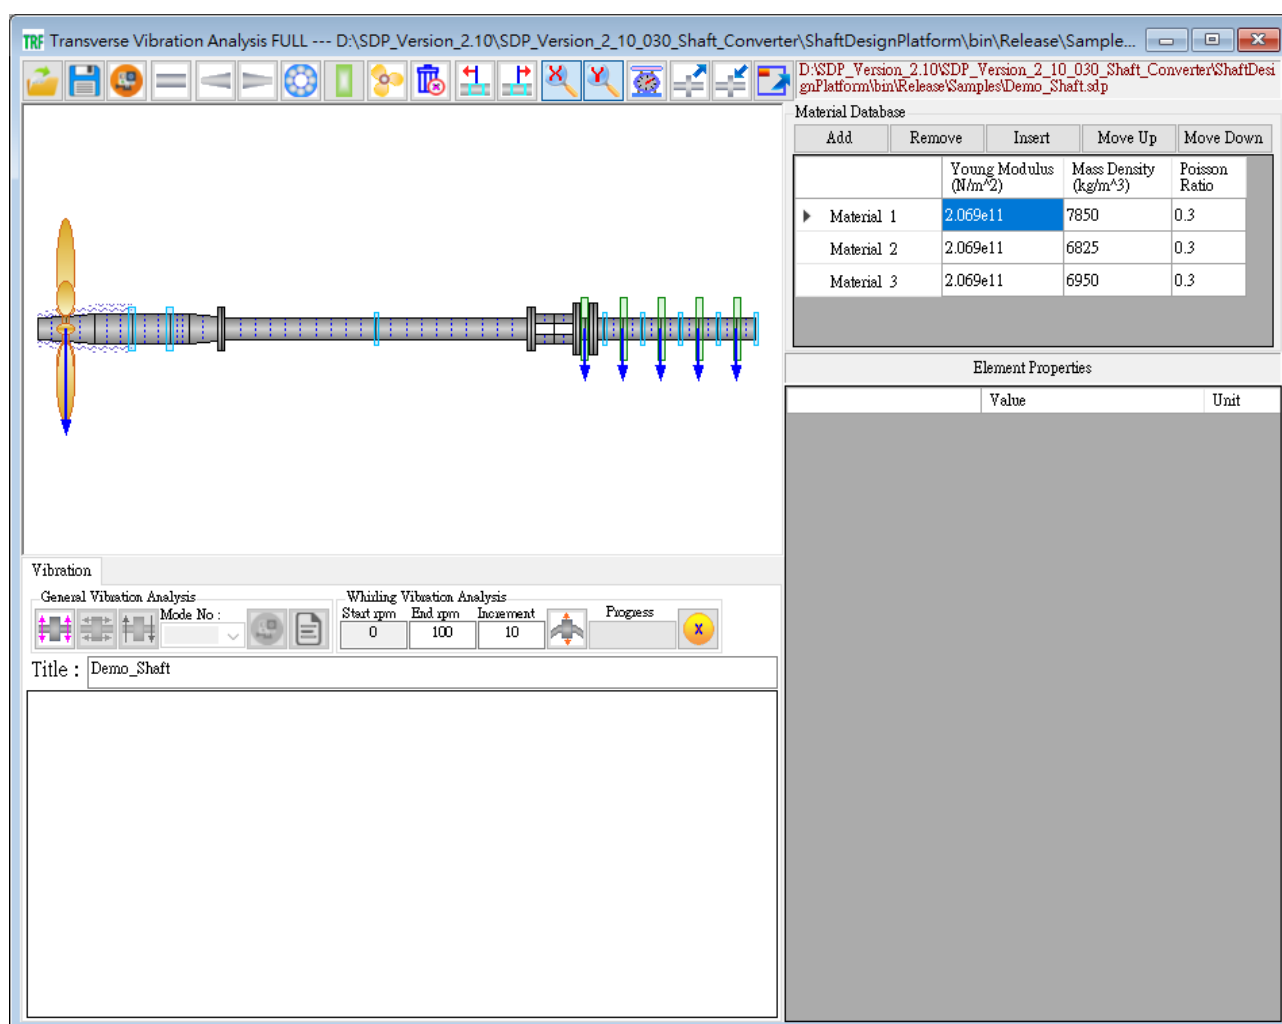 TRF Transverse Vibration Analysis FULL --- D:\SDP_Version_2.10\SDP_Version_2_10_030_Shaft_Converter\ShaftDesignPlatform\bin\Release\Sample...
X Y
D:\SDP_Version_2.10\SDP_Version_2_10_030_Shaft_Converter\ShaftDesi
gnPlatform\bin\Release\Samples\Demo_Shaft.sdp
Material Database
Add Remove Insert Move Up Move Down
Young Modulus Mass Density Poisson
(N/m^2) (kg/m^3) Ratio
Material 1 2.069e11 7850 0.3
Material 2 2.069e11 6825 0.3
Material 3 2.069e11 6950 0.3
Element Properties
Value Unit
Vibration
General Vibration Analysis Whirling Vibration Analysis
Mode No : Start rpm End rpm Increment Progress
0 100 10 X
Title : Demo_Shaft